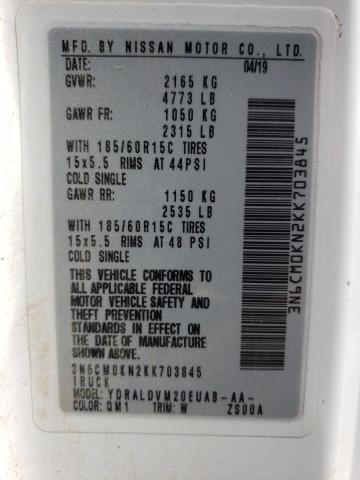 MFD. BY NISSAN MOTOR CO., LTD.
DATE: 04/19
GVWR: 2165 KG
4773 LB
GAWR FR: 1050 KG
2315 LB
WITH 185/60R15C TIRES
15x5.5 RIMS AT 44PSI
COLD SINGLE
GAWR RR: 1150 KG
2535 LB
WITH 185/60R15C TIRES
15x5.5 RIMS AT 48 PSI
COLD SINGLE
THIS VEHICLE CONFORMS TO
ALL APPLICABLE FEDERAL
MOTOR VEHICLE SAFETY AND
AND THEFT PREVENTION
STANDARDS IN EFFECT ON
THE DATE OF MANUFACTURE
SHOWN ABOVE.
3N6CM0KN2KK703845
TRUCK
MODEL: YDRALDVM20EUAB-AA-
COLOR: QM1 TRIM: W ZS00A
3N6CM0KN2KK703845